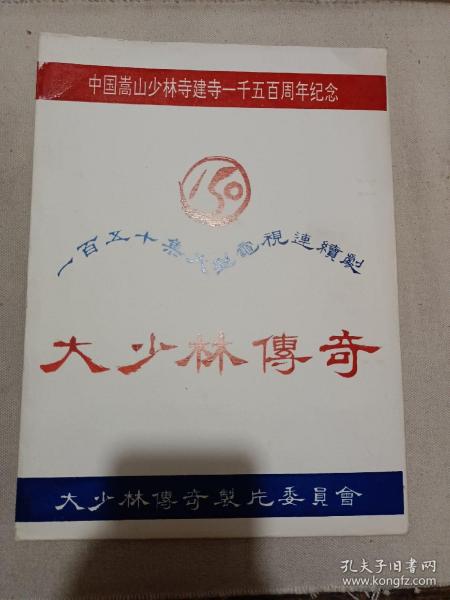 中国嵩山少林寺建寺一千五百周年纪念
150
一百五十集大型電視連續劇
大少林傳奇
大少林傳奇製片委員會
孔夫子旧书网
www.kongfz.com